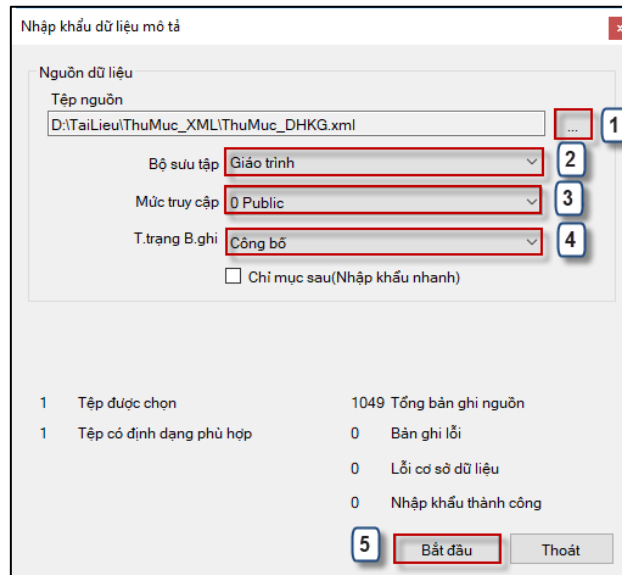 Nhập khẩu dữ liệu mô tả
Nguồn dữ liệu
Tệp nguồn
D:\TaiLieu\ThuMuc_XML\ThuMuc_DHKG.xml ... 1
Bộ sưu tập Giáo trình 2
Mức truy cập 0 Public 3
T.trạng B.ghi Công bố 4
Chỉ mục sau(Nhập khẩu nhanh)
1 Tệp được chọn 1049 Tổng bản ghi nguồn
1 Tệp có định dạng phù hợp 0 Bản ghi lỗi
0 Lỗi cơ sở dữ liệu
0 Nhập khẩu thành công
5 Bắt đầu Thoát